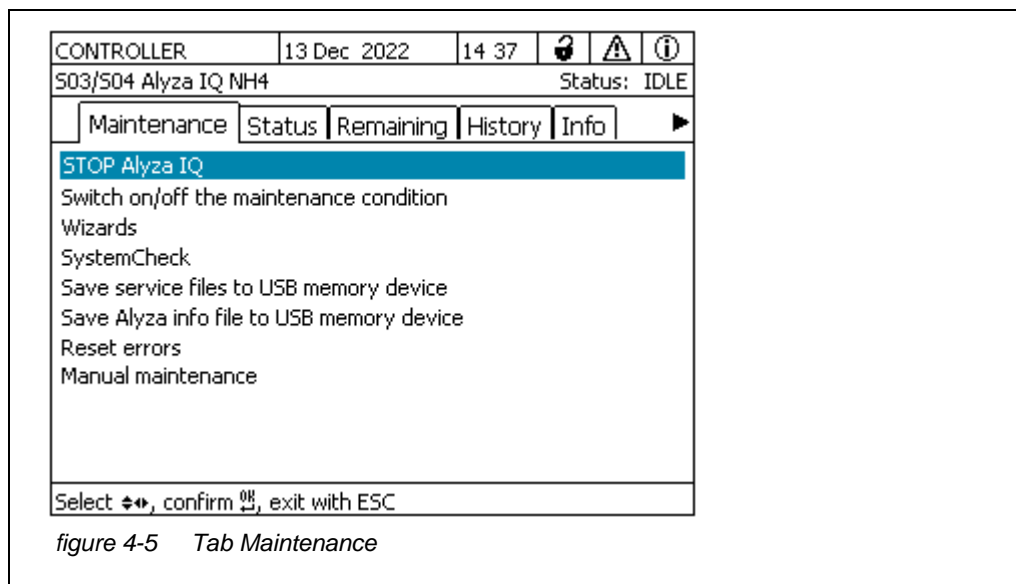 CONTROLLER 13 Dec 2022 14 37
S03/S04 Alyza IQ NH4 Status: IDLE
Maintenance Status Remaining History Info
STOP Alyza IQ
Switch on/off the maintenance condition
Wizards
SystemCheck
Save service files to USB memory device
Save Alyza info file to USB memory device
Reset errors
Manual maintenance
Select, confirm OK, exit with ESC
figure 4-5 Tab Maintenance